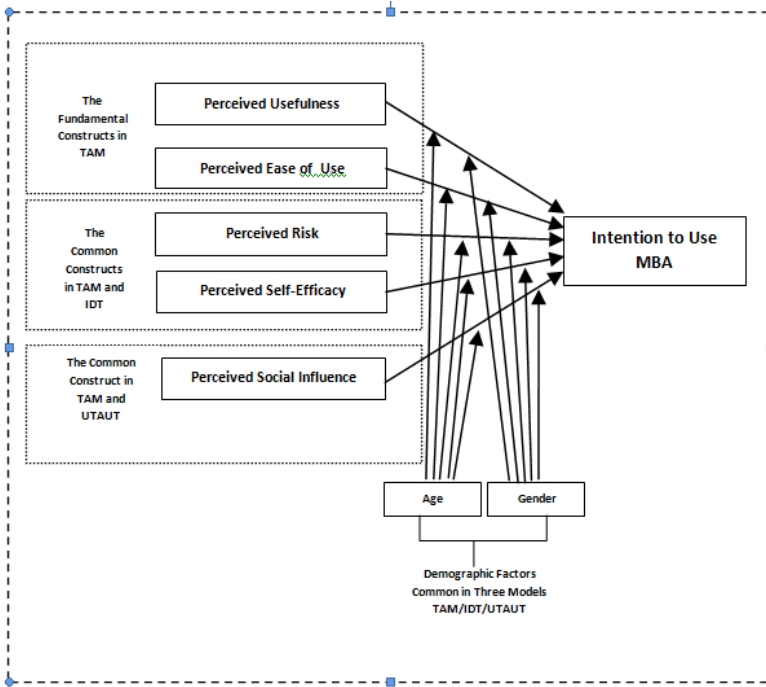 The
Fundamental
Constructs in
TAM
Perceived Usefulness
Perceived Ease of Use
The
Common
Constructs
in TAM and
IDT
Perceived Risk
Perceived Self-Efficacy
The Common
Construct in
TAM and
UTAUT
Perceived Social Influence
Intention to Use
MBA
Age
Gender
Demographic Factors
Common in Three Models
TAM/IDT/UTAUT